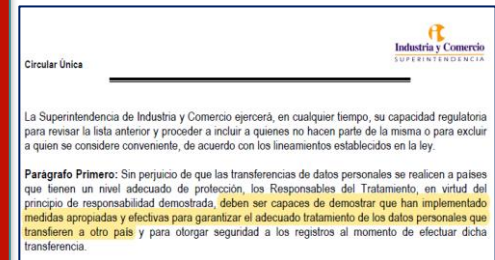 Industria y Comercio
SUPERINTENDENCIA
Circular Única
La Superintendencia de Industria y Comercio ejercerá, en cualquier tiempo, su capacidad regulatoria
para revisar la lista anterior y proceder a incluir a quienes no hacen parte de la misma o para excluir
a quien se considere conveniente, de acuerdo con los lineamientos establecidos en la ley.
Parágrafo Primero: Sin perjuicio de que las transferencias de datos personales se realicen a países
que tienen un nivel adecuado de protección, los Responsables del Tratamiento, en virtud del
principio de responsabilidad demostrada, deben ser capaces de demostrar que han implementado
medidas apropiadas y efectivas para garantizar el adecuado tratamiento de los datos personales que
transfieren a otro país y para otorgar seguridad a los registros al momento de efectuar dicha
transferencia.